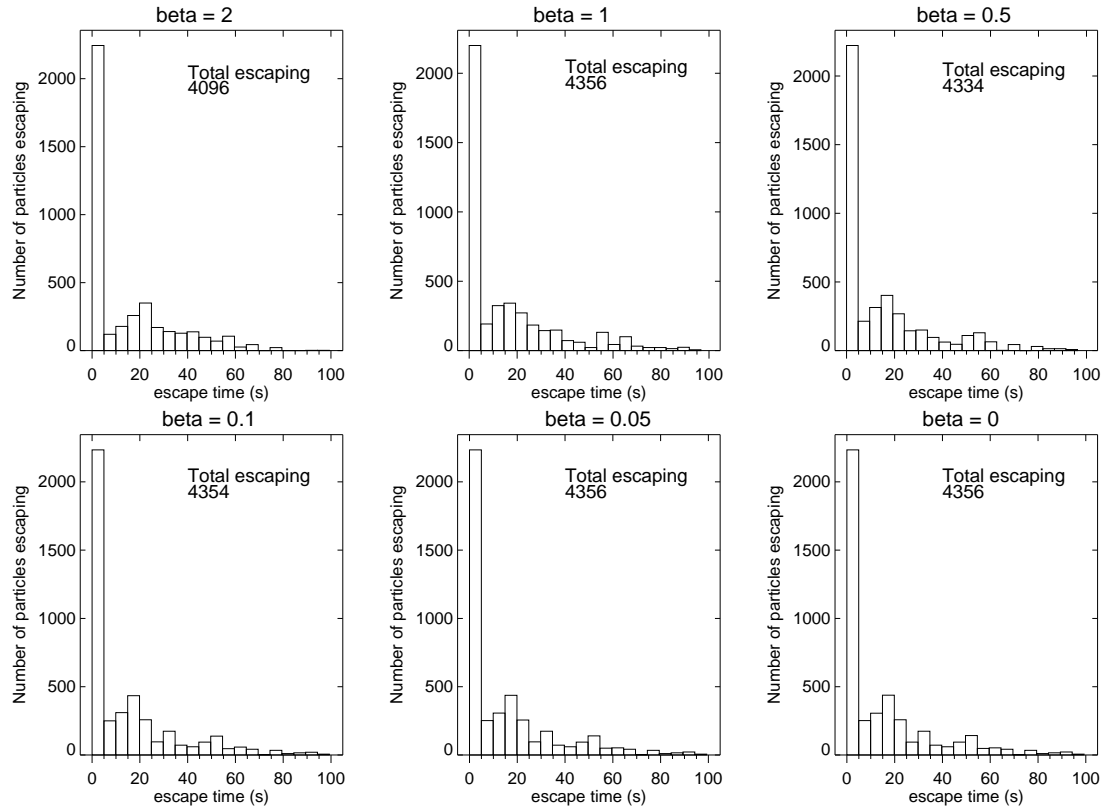 beta = 2
Total escaping
4096
Number of particles escaping
2000
1500
1000
500
0
0 20 40 60 80 100
escape time (s)
beta = 1
Total escaping
4356
Number of particles escaping
2000
1500
1000
500
0
0 20 40 60 80 100
escape time (s)
beta = 0.5
Total escaping
4334
Number of particles escaping
2000
1500
1000
500
0
0 20 40 60 80 100
escape time (s)
beta = 0.1
Total escaping
4354
Number of particles escaping
2000
1500
1000
500
0
0 20 40 60 80 100
escape time (s)
beta = 0.05
Total escaping
4356
Number of particles escaping
2000
1500
1000
500
0
0 20 40 60 80 100
escape time (s)
beta = 0
Total escaping
4356
Number of particles escaping
2000
1500
1000
500
0
0 20 40 60 80 100
escape time (s)